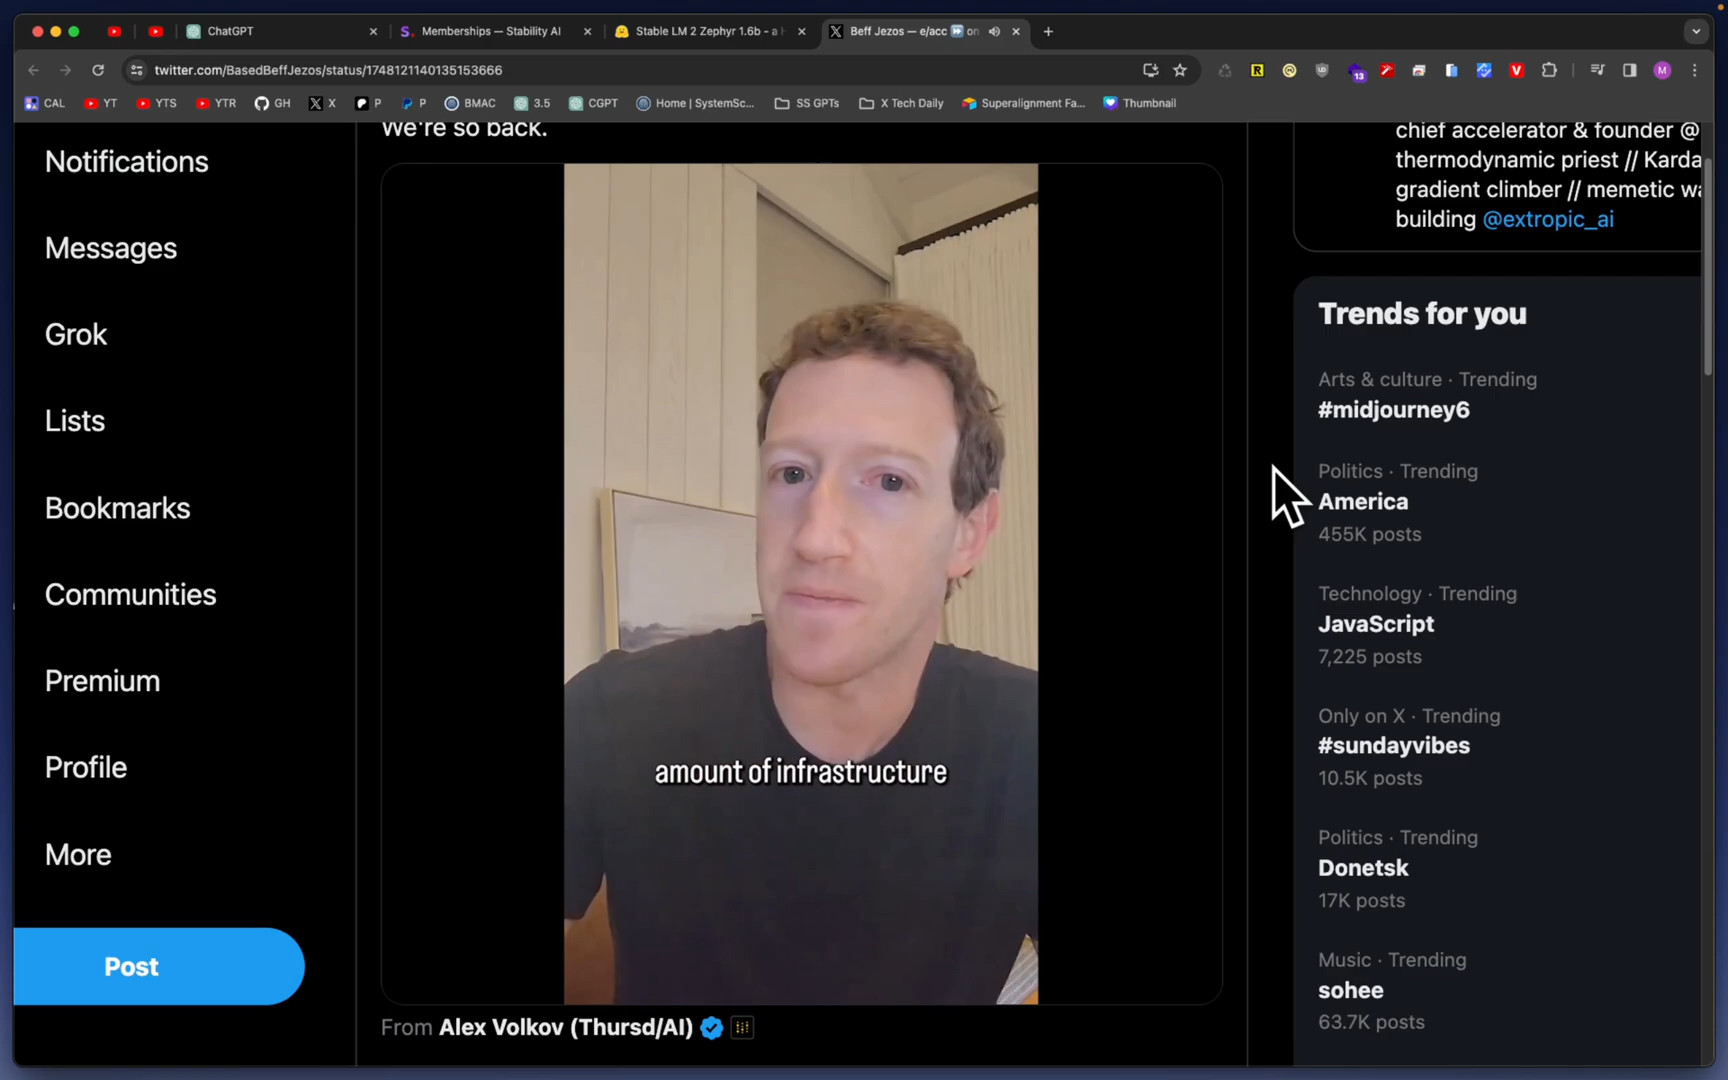 ChatGPT
Memberships — Stability AI
Stable LM 2 Zephyr 1.6b - a
Beff Jezos — e/acc ⏩ on
twitter.com/BasedBeffJezos/status/1748121140135153666
13
M
CAL
YT
YTS
YTR
GH
X
P
P
BMAC
3.5
CGPT
Home | SystemSc...
SS GPTs
X Tech Daily
Superalignment Fa...
Thumbnail
Notifications
Messages
Grok
Lists
Bookmarks
Communities
Premium
Profile
More
Post
We're so back.
amount of infrastructure
From Alex Volkov (Thursd/AI)
chief accelerator & founder @
thermodynamic priest // Karda
gradient climber // memetic wa
building @extropic_ai
Trends for you
Arts & culture · Trending
#midjourney6
Politics · Trending
America
455K posts
Technology · Trending
JavaScript
7,225 posts
Only on X · Trending
#sundayvibes
10.5K posts
Politics · Trending
Donetsk
17K posts
Music · Trending
sohee
63.7K posts